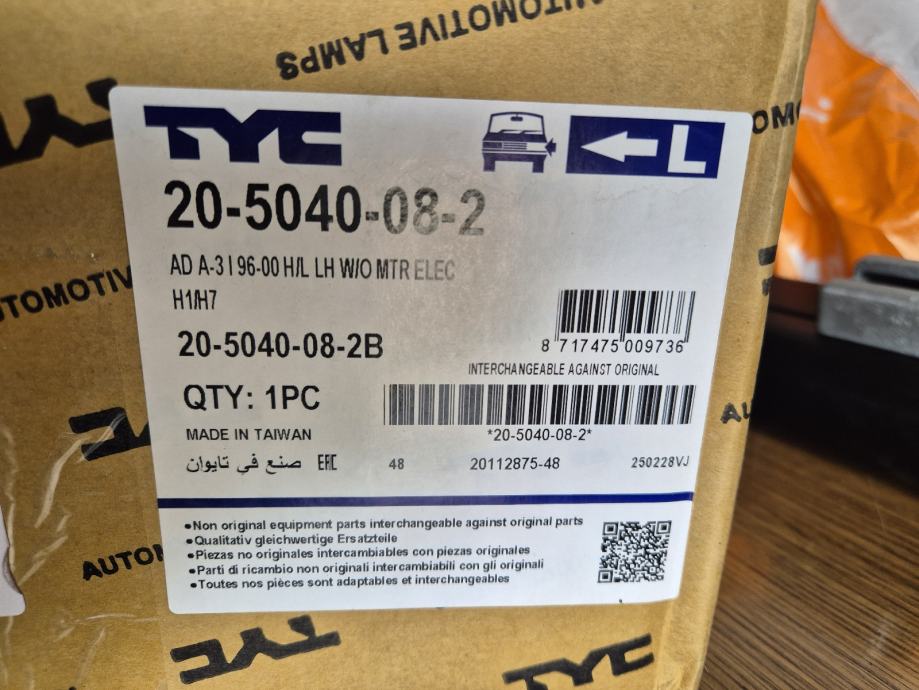 AUTOMOTIVE LAMPS
TYC
TYC
L
20-5040-08-2
AD A-3 I 96-00 H/L LH W/O MTR ELEC
H1/H7
20-5040-08-2B
8 717475 009736
INTERCHANGEABLE AGAINST ORIGINAL
QTY: 1PC
MADE IN TAIWAN
*20-5040-08-2*
صنع في تايوان EAC 48 20112875-48 250228VJ
•Non original equipment parts interchangeable against original parts
•Qualitativ gleichwertige Ersatzteile
•Piezas no originales intercambiables con piezas originales
•Parti di ricambio non originali intercambiabili con gli originali
•Toutes nos pièces sont adaptables et interchangeables
TYC
TYC